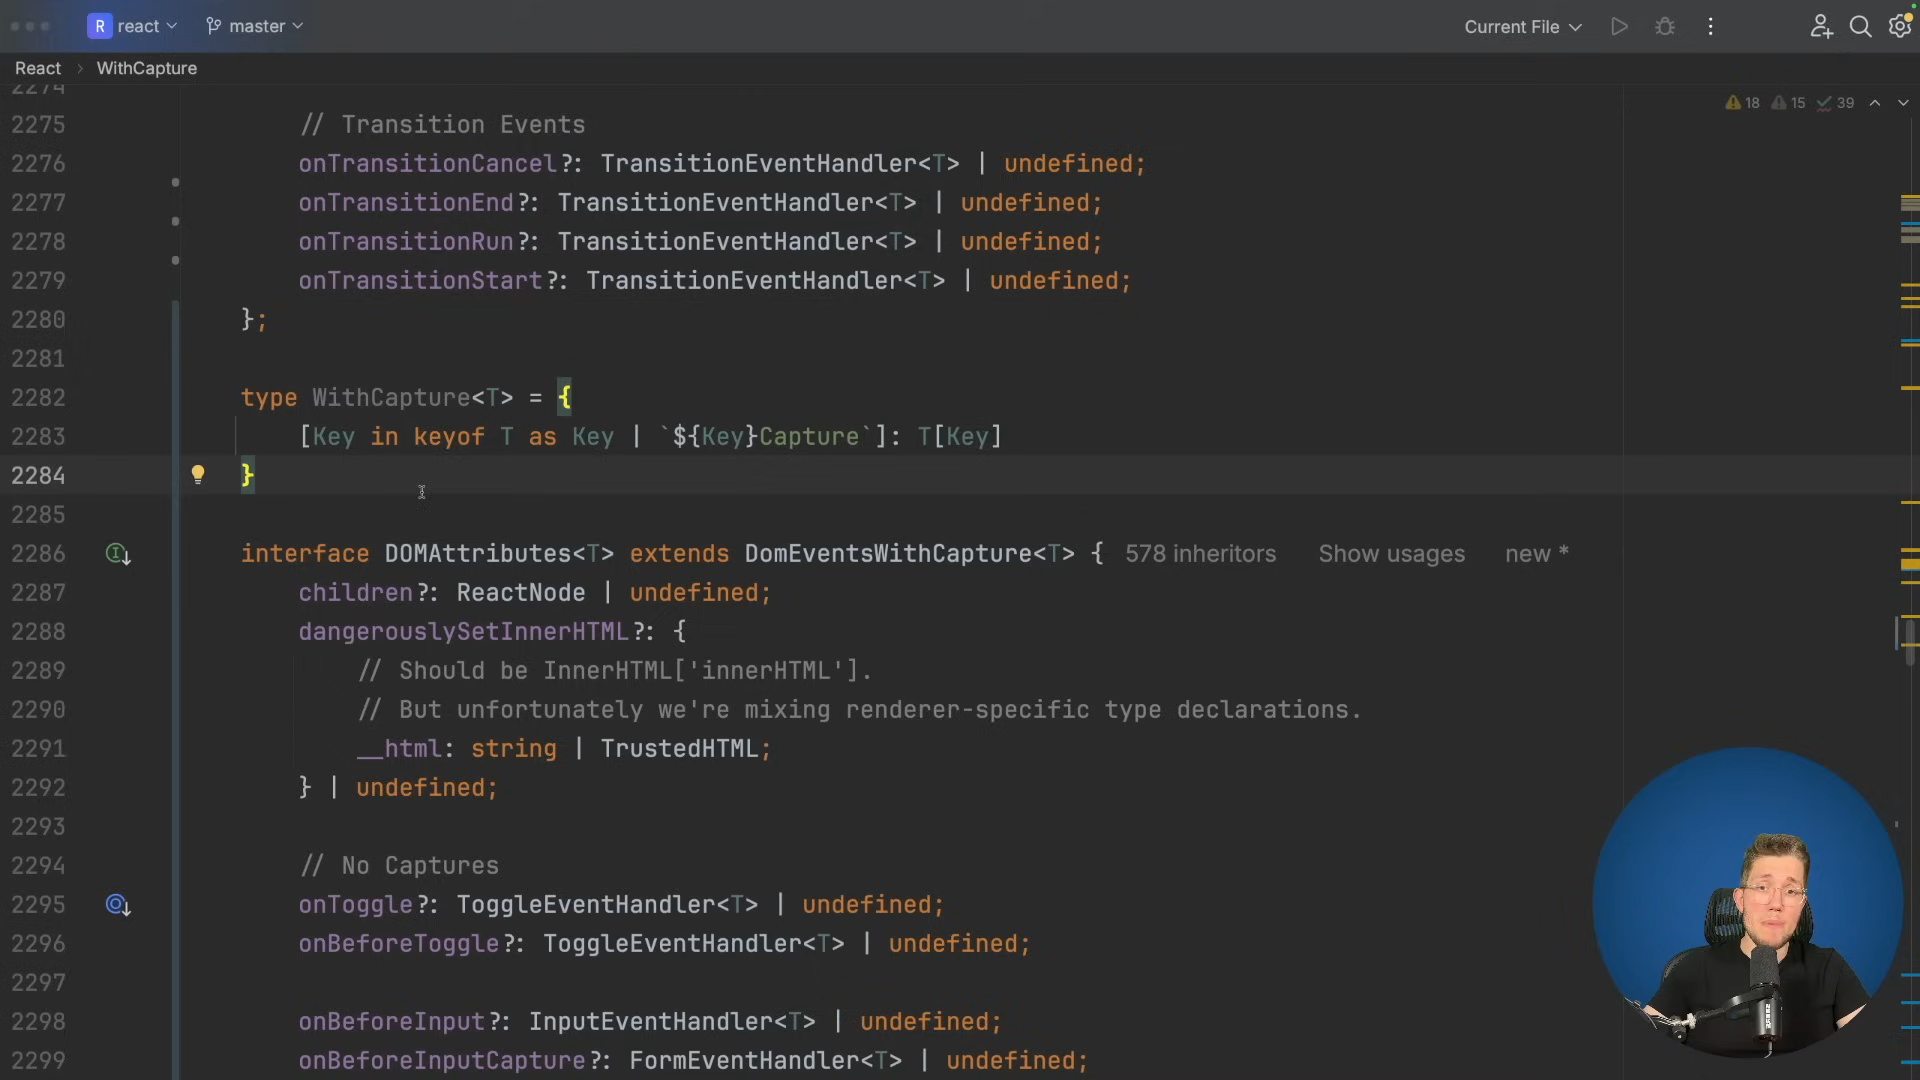 R react master Current File
React WithCapture
2274 18 15 39
2275 // Transition Events
2276 onTransitionCancel?: TransitionEventHandler<T> | undefined;
2277 onTransitionEnd?: TransitionEventHandler<T> | undefined;
2278 onTransitionRun?: TransitionEventHandler<T> | undefined;
2279 onTransitionStart?: TransitionEventHandler<T> | undefined;
2280 };
2281
2282 type WithCapture<T> = {
2283 [Key in keyof T as Key | `${Key}Capture`]: T[Key]
2284 }
2285
2286 interface DOMAttributes<T> extends DomEventsWithCapture<T> { 578 inheritors Show usages new *
2287 children?: ReactNode | undefined;
2288 dangerouslySetInnerHTML?: {
2289 // Should be InnerHTML['innerHTML'].
2290 // But unfortunately we're mixing renderer-specific type declarations.
2291 __html: string | TrustedHTML;
2292 } | undefined;
2293
2294 // No Captures
2295 onToggle?: ToggleEventHandler<T> | undefined;
2296 onBeforeToggle?: ToggleEventHandler<T> | undefined;
2297
2298 onBeforeInput?: InputEventHandler<T> | undefined;
2299 onBeforeInputCapture?: FormEventHandler<T> | undefined;